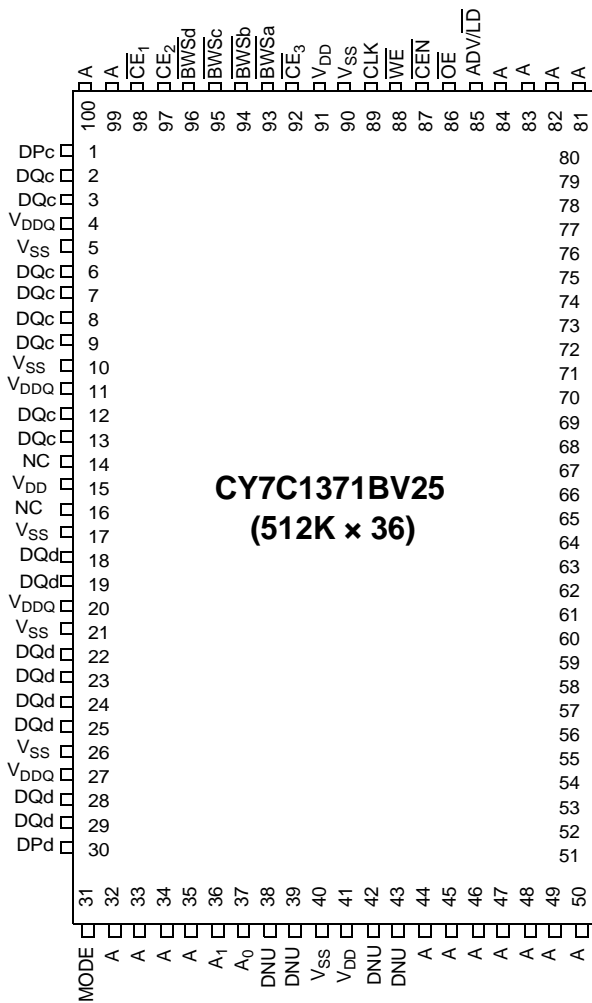 A A CE1 CE2 BWSd BWSc BWSb BWSa CE3 VDD VSS CLK WE CEN OE ADV/LD A A A A
100 99 98 97 96 95 94 93 92 91 90 89 88 87 86 85 84 83 82 81
DPc 1 80
DQc 2 79
DQc 3 78
VDDQ 4 77
VSS 5 76
DQc 6 75
DQc 7 74
DQc 8 73
DQc 9 72
VSS 10 71
VDDQ 11 70
DQc 12 69
DQc 13 68
NC 14 67
VDD 15 66
NC 16 65
VSS 17 64
DQd 18 63
DQd 19 62
VDDQ 20 61
VSS 21 60
DQd 22 59
DQd 23 58
DQd 24 57
DQd 25 56
VSS 26 55
VDDQ 27 54
DQd 28 53
DQd 29 52
DPd 30 51
CY7C1371BV25
(512K × 36)
31 32 33 34 35 36 37 38 39 40 41 42 43 44 45 46 47 48 49 50
MODE A A A A A1 A0 DNU DNU VSS VDD DNU DNU A A A A A A A